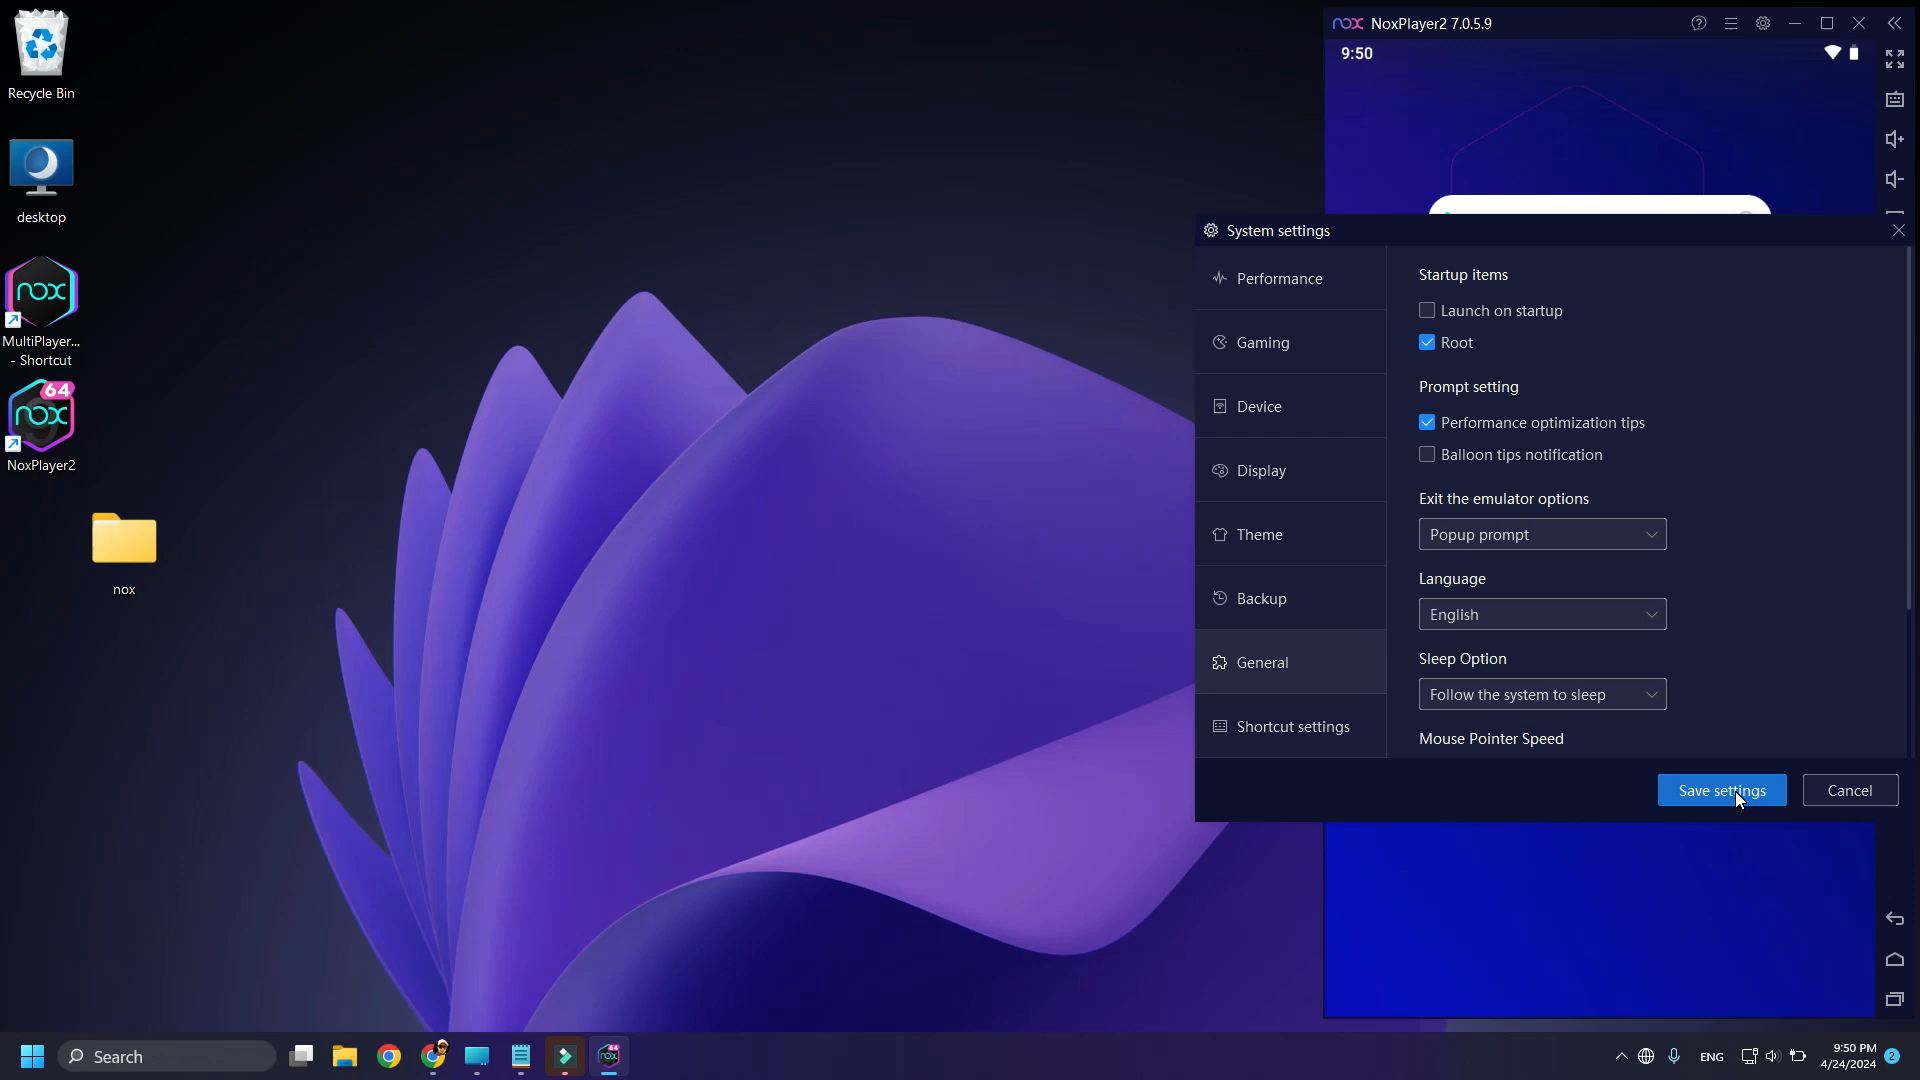 Recycle Bin
desktop
nox
MultiPlayer...
- Shortcut
64
nox
NoxPlayer2
nox
nox NoxPlayer2 7.0.5.9
9:50
System settings
Performance
Gaming
Device
Display
Theme
Backup
General
Shortcut settings
Startup items
Launch on startup
Root
Prompt setting
Performance optimization tips
Balloon tips notification
Exit the emulator options
Popup prompt
Language
English
Sleep Option
Follow the system to sleep
Mouse Pointer Speed
Save settings
Cancel
Search
ENG
9:50 PM
4/24/2024
2